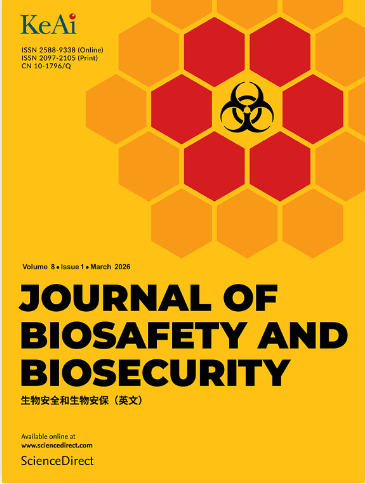 KeAi
ISSN 2588-9338 (Online)
ISSN 2097-2105 (Print)
CN 10-1796/Q
Volume 8 • Issue 1 • March 2026
JOURNAL OF
BIOSAFETY AND
BIOSECURITY
生物安全和生物安保（英文）
Available online at
www.sciencedirect.com
ScienceDirect